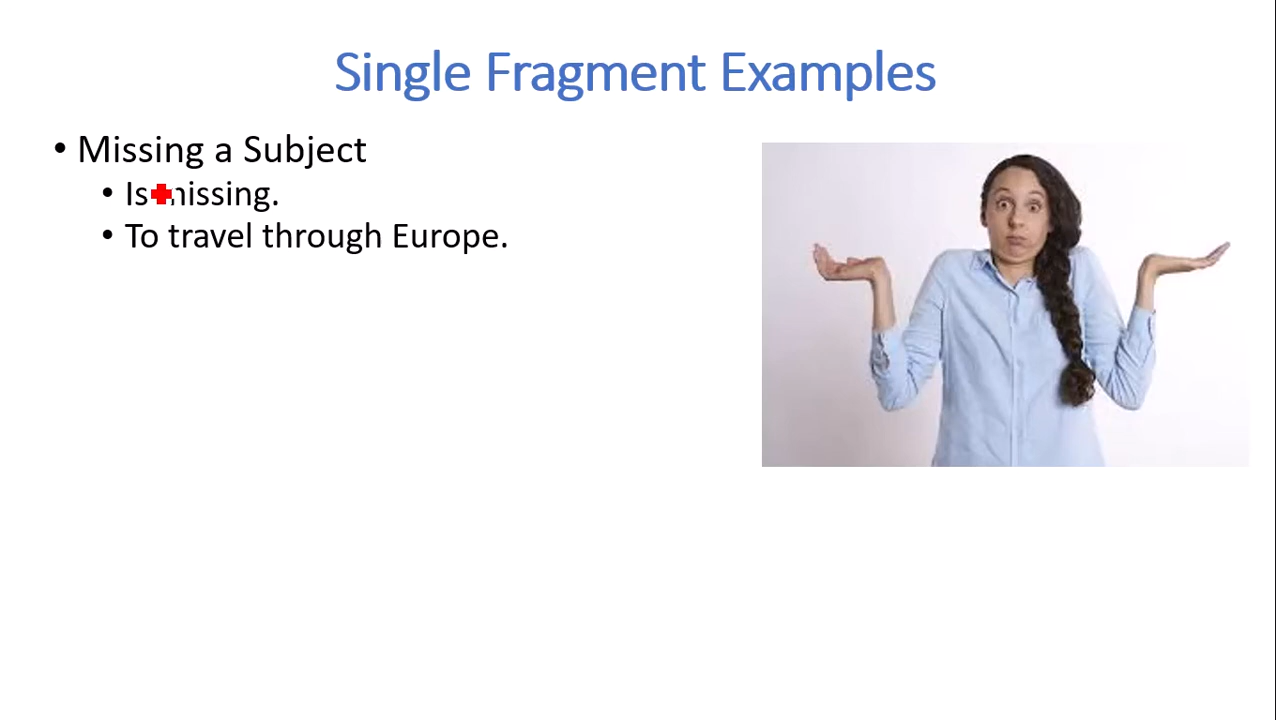 Single Fragment Examples
• Missing a Subject
• Is missing.
• To travel through Europe.